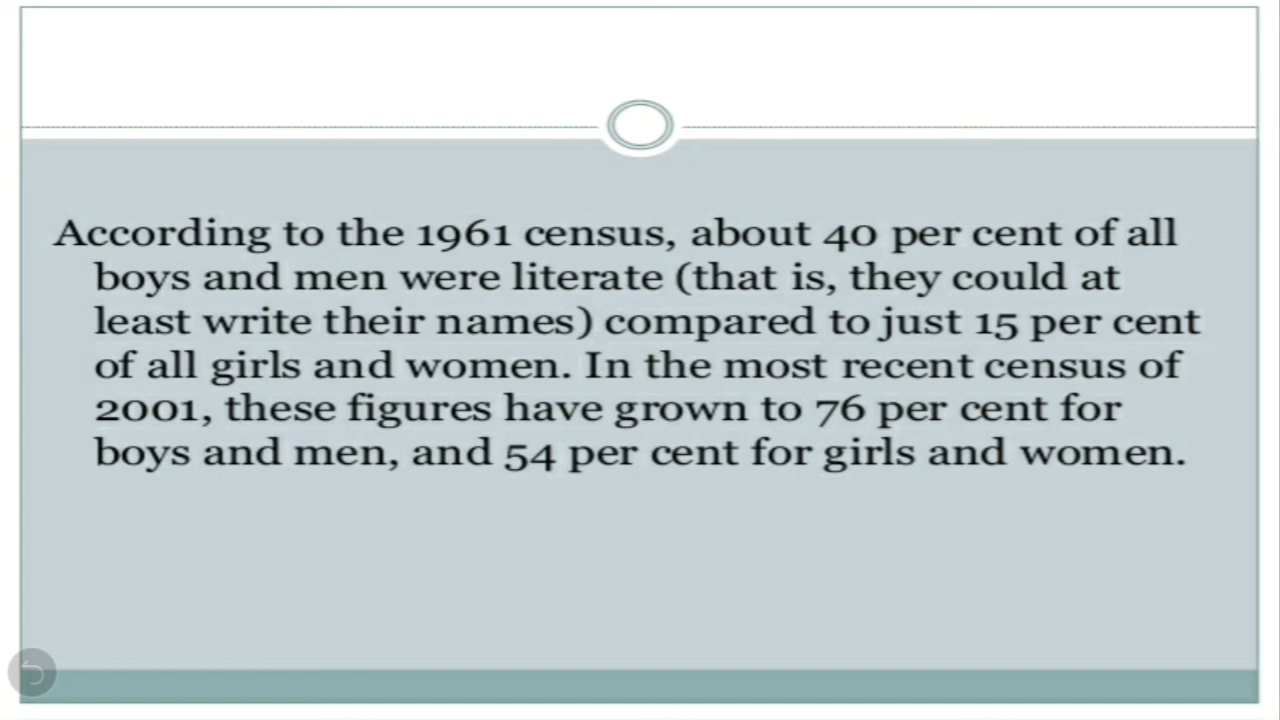 According to the 1961 census, about 40 per cent of all
boys and men were literate (that is, they could at
least write their names) compared to just 15 per cent
of all girls and women. In the most recent census of
2001, these figures have grown to 76 per cent for
boys and men, and 54 per cent for girls and women.